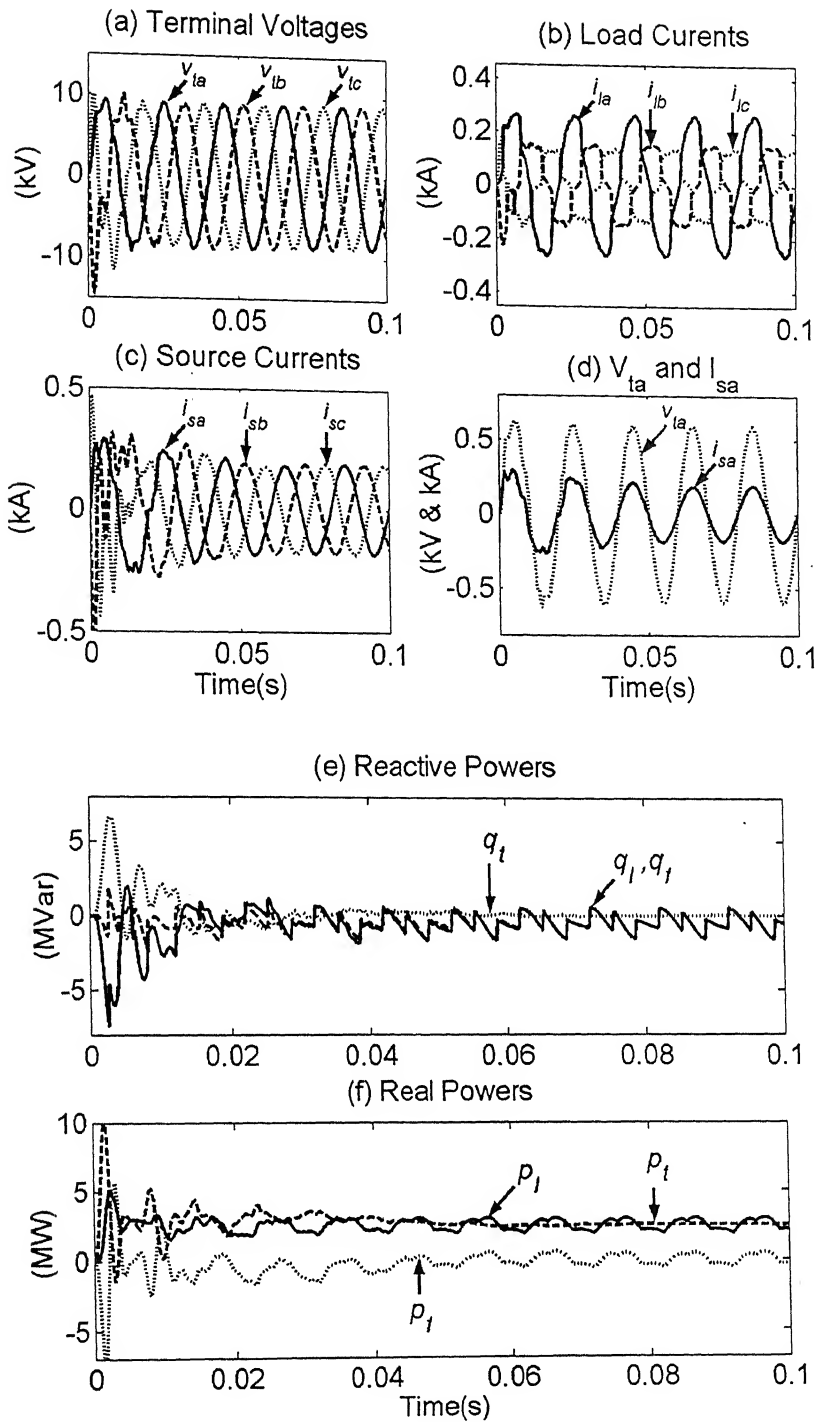 (a) Terminal Voltages
v_ta v_tb v_tc
10
0
-10
(kV)
0 0.05 0.1
(b) Load Curents
i_la i_lb i_lc
0.4
0.2
0
-0.2
-0.4
(kA)
0 0.05 0.1
(c) Source Currents
i_sa i_sb i_sc
0.5
0
-0.5
(kA)
0 0.05 0.1
Time(s)
(d) V_ta and I_sa
v_ta
i_sa
0.5
0
-0.5
(kV & kA)
0 0.05 0.1
Time(s)
(e) Reactive Powers
q_t q_l, q_f
5
0
-5
(MVar)
0 0.02 0.04 0.06 0.08 0.1
(f) Real Powers
p_l p_t
p_f
10
5
0
-5
(MW)
0 0.02 0.04 0.06 0.08 0.1
Time(s)